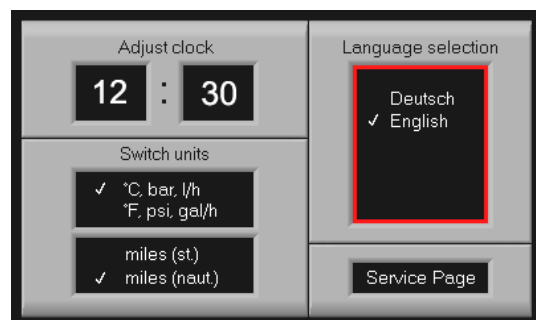 Adjust clock
12 : 30
Switch units
✓ °C, bar, l/h
°F, psi, gal/h
miles (st.)
✓ miles (naut.)
Language selection
Deutsch
✓ English
Service Page